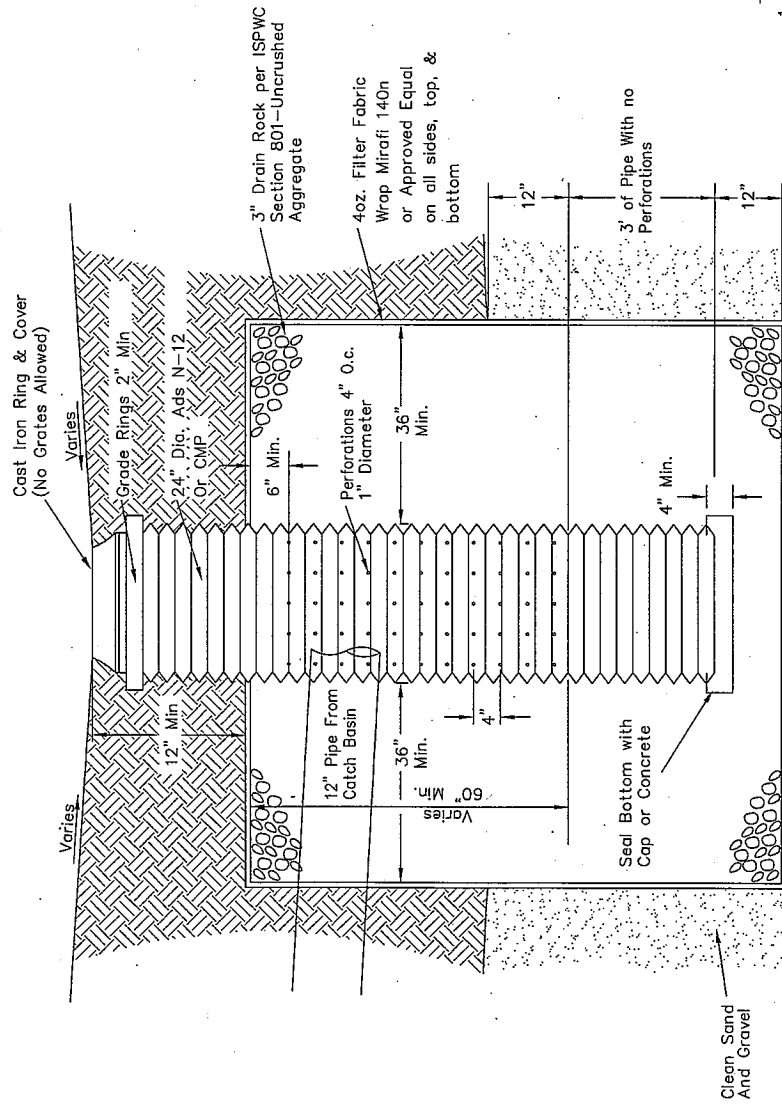 Cast Iron Ring & Cover
(No Grates Allowed)
Varies
Varies
Grade Rings 2" Min
24" Dia. Ads N-12
Or CMP
12" Min
3" Drain Rock per ISPWC
Section 801-Uncrushed
Aggregate
6" Min.
Perforations 4" O.c.
1" Diameter
4oz. Filter Fabric
Wrap Mirafi 140n
or Approved Equal
on all sides, top, &
bottom
12" Pipe From
Catch Basin
36"
Min.
36"
Min.
4"
Varies
60" Min.
12"
3' of Pipe With no
Perforations
12"
4" Min.
Seal Bottom with
Cap or Concrete
Clean Sand
And Gravel